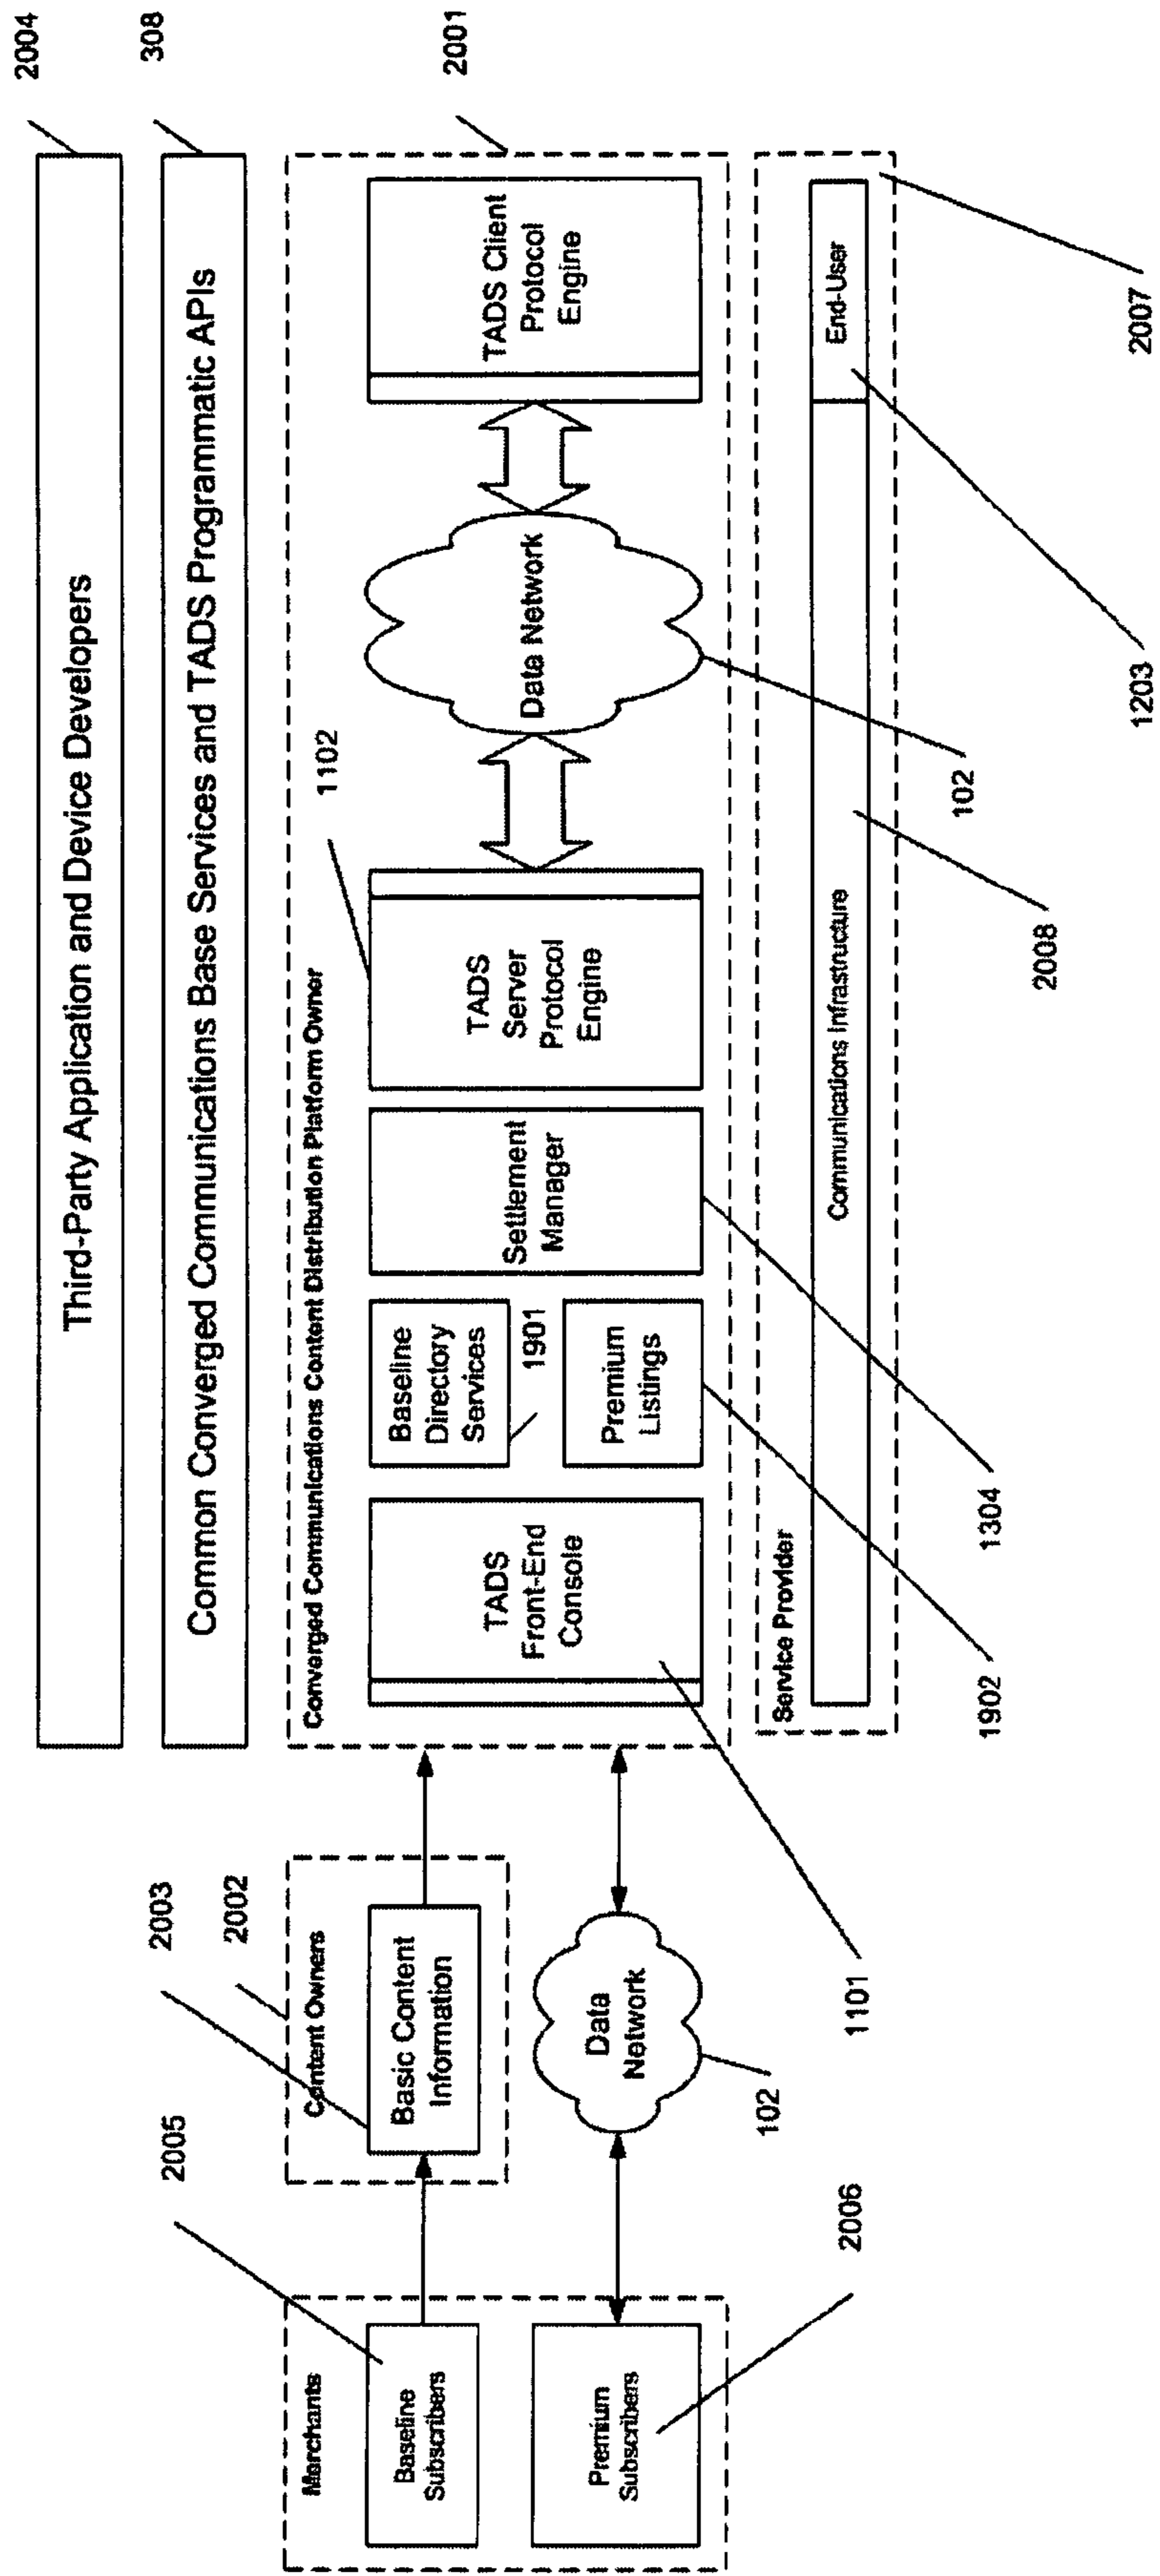 2004
Third-Party Application and Device Developers
308
Common Converged Communications Base Services and TADS Programmatic APIs
2001
Converged Communications Content Distribution Platform Owner
1102
TADS
Front-End
Console
Baseline
Directory
Services
1901
Premium
Listings
Settlement
Manager
TADS
Server
Protocol
Engine
Data Network
TADS Client
Protocol
Engine
2005
2003
2002
Merchants
Baseline
Subscribers
Premium
Subscribers
Content Owners
Basic Content
Information
Data
Network
102
2006
1101
Service Provider
Communications Infrastructure
End-User
1902
1304
2008
102
1203
2007